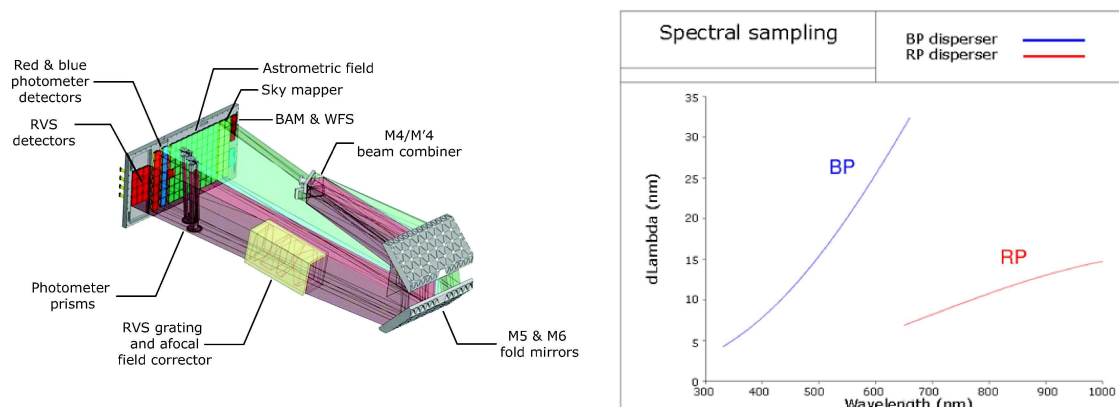 Red & blue
photometer
detectors
Astrometric field
Sky mapper
RVS
detectors
BAM & WFS
M4/M'4
beam combiner
Photometer
prisms
RVS grating
and afocal
field corrector
M5 & M6
fold mirrors
Spectral sampling
BP disperser
RP disperser
dLambda (nm)
35
30
25
20
15
10
5
0
BP
RP
300
400
500
600
700
800
900
1000
Wavelength (nm)